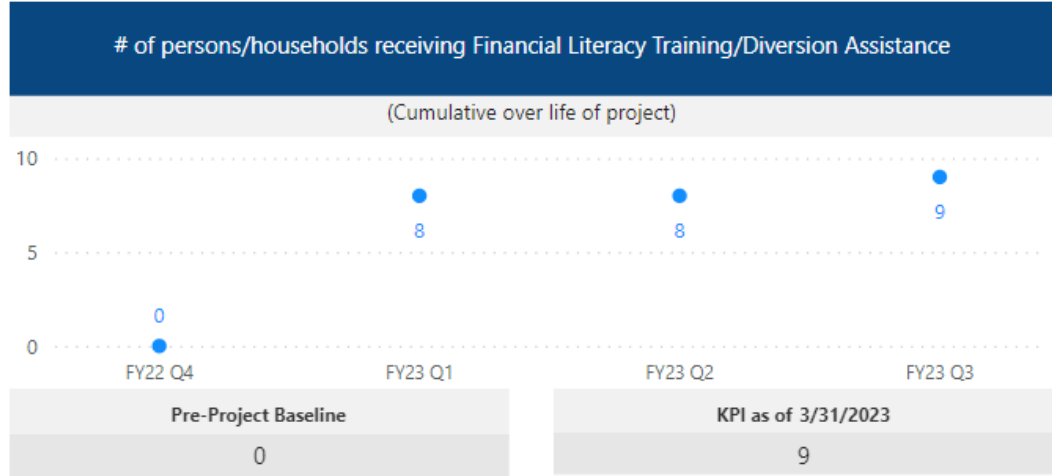 # of persons/households receiving Financial Literacy Training/Diversion Assistance
(Cumulative over life of project)
10
8
8
9
5
0
0
FY22 Q4 FY23 Q1 FY23 Q2 FY23 Q3
Pre-Project Baseline KPI as of 3/31/2023
0 9